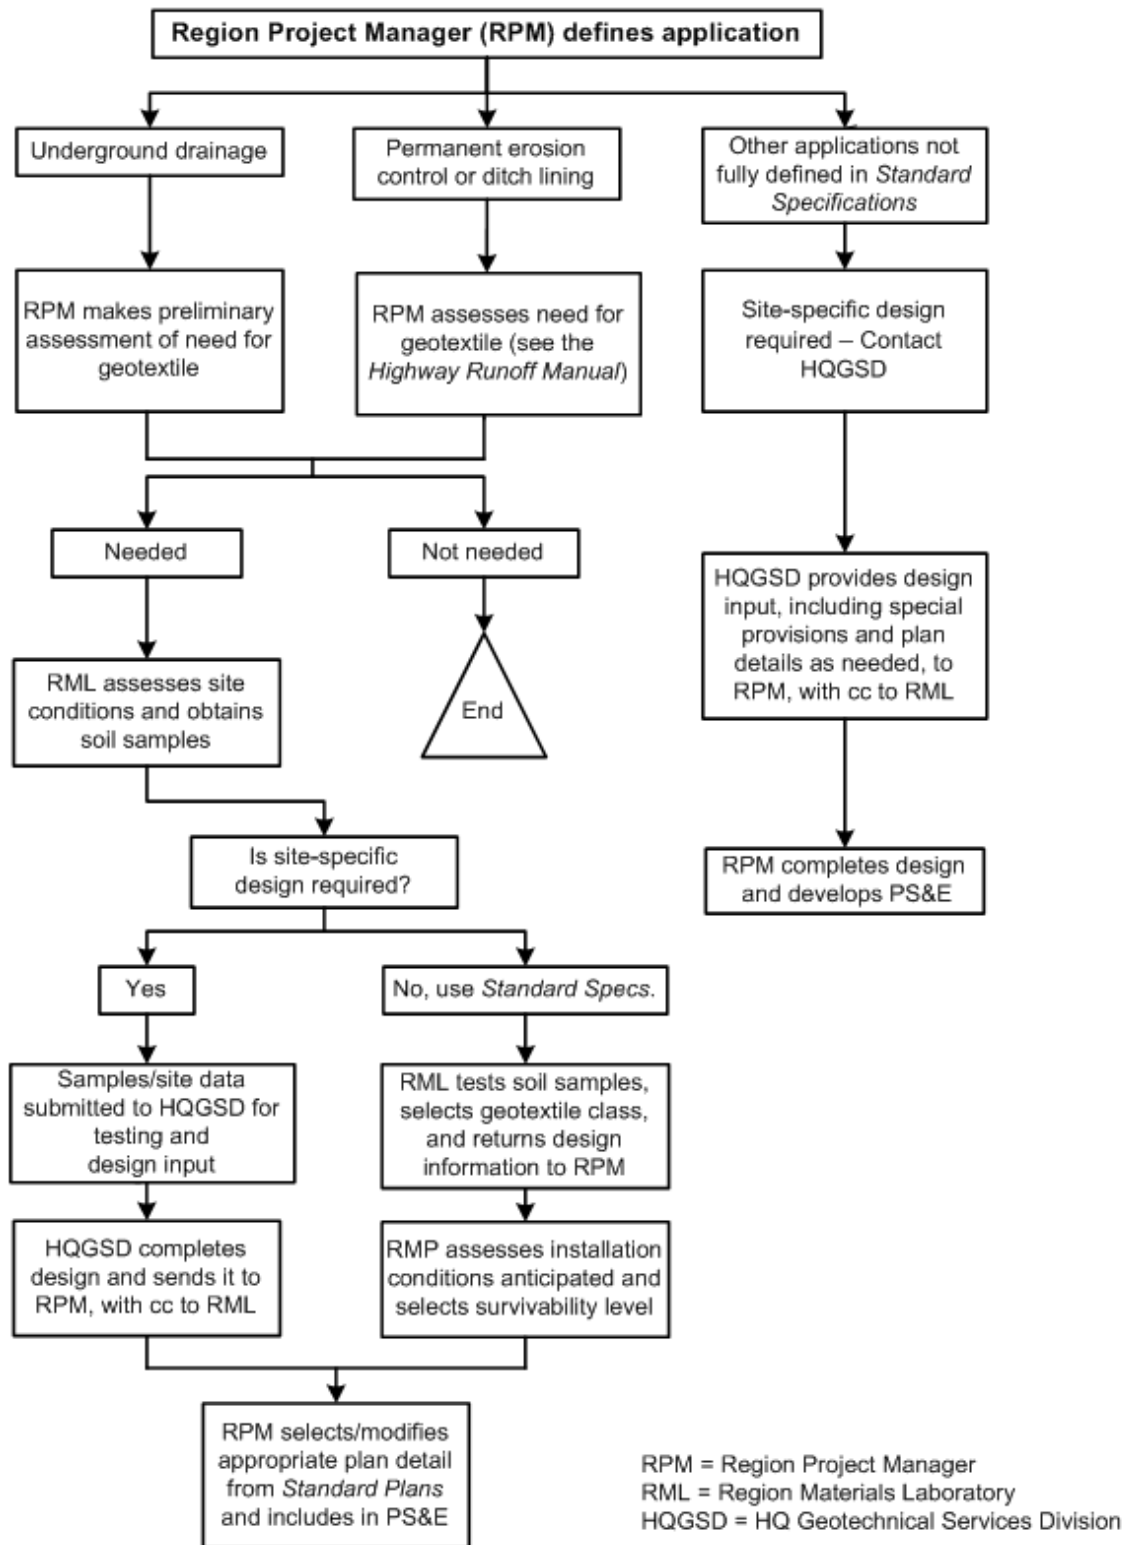 Region Project Manager (RPM) defines application
Underground drainage
Permanent erosion
control or ditch lining
Other applications not
fully defined in Standard
Specifications
RPM makes preliminary
assessment of need for
geotextile
RPM assesses need for
geotextile (see the
Highway Runoff Manual)
Site-specific design
required – Contact
HQGSD
Needed
Not needed
HQGSD provides design
input, including special
provisions and plan
details as needed, to
RPM, with cc to RML
RML assesses site
conditions and obtains
soil samples
End
Is site-specific
design required?
RPM completes design
and develops PS&E
Yes
No, use Standard Specs.
Samples/site data
submitted to HQGSD for
testing and
design input
RML tests soil samples,
selects geotextile class,
and returns design
information to RPM
HQGSD completes
design and sends it to
RPM, with cc to RML
RMP assesses installation
conditions anticipated and
selects survivability level
RPM selects/modifies
appropriate plan detail
from Standard Plans
and includes in PS&E
RPM = Region Project Manager
RML = Region Materials Laboratory
HQGSD = HQ Geotechnical Services Division